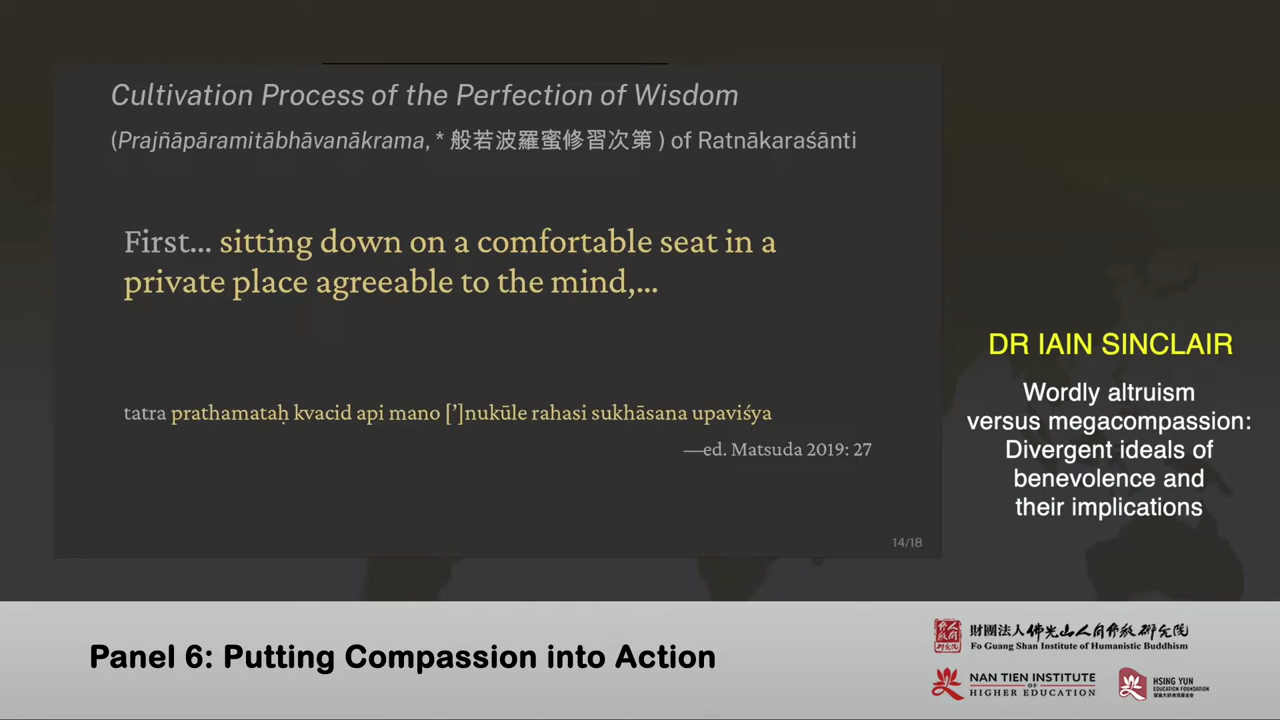 Cultivation Process of the Perfection of Wisdom
(Prajñāpāramitābhāvanākrama, * 般若波羅蜜修習次第 ) of Ratnākaraśānti
First... sitting down on a comfortable seat in a
private place agreeable to the mind,...
tatra prathamataḥ kvacid api mano [’]nukūle rahasi sukhāsana upaviśya
—ed. Matsuda 2019: 27
14/18
DR IAIN SINCLAIR
Wordly altruism
versus megacompassion:
Divergent ideals of
benevolence and
their implications
Panel 6: Putting Compassion into Action
財團法人佛光山人間佛教研究院
Fo Guang Shan Institute of Humanistic Buddhism
NAN TIEN INSTITUTE
OF
HIGHER EDUCATION
HSING YUN
EDUCATION FOUNDATION